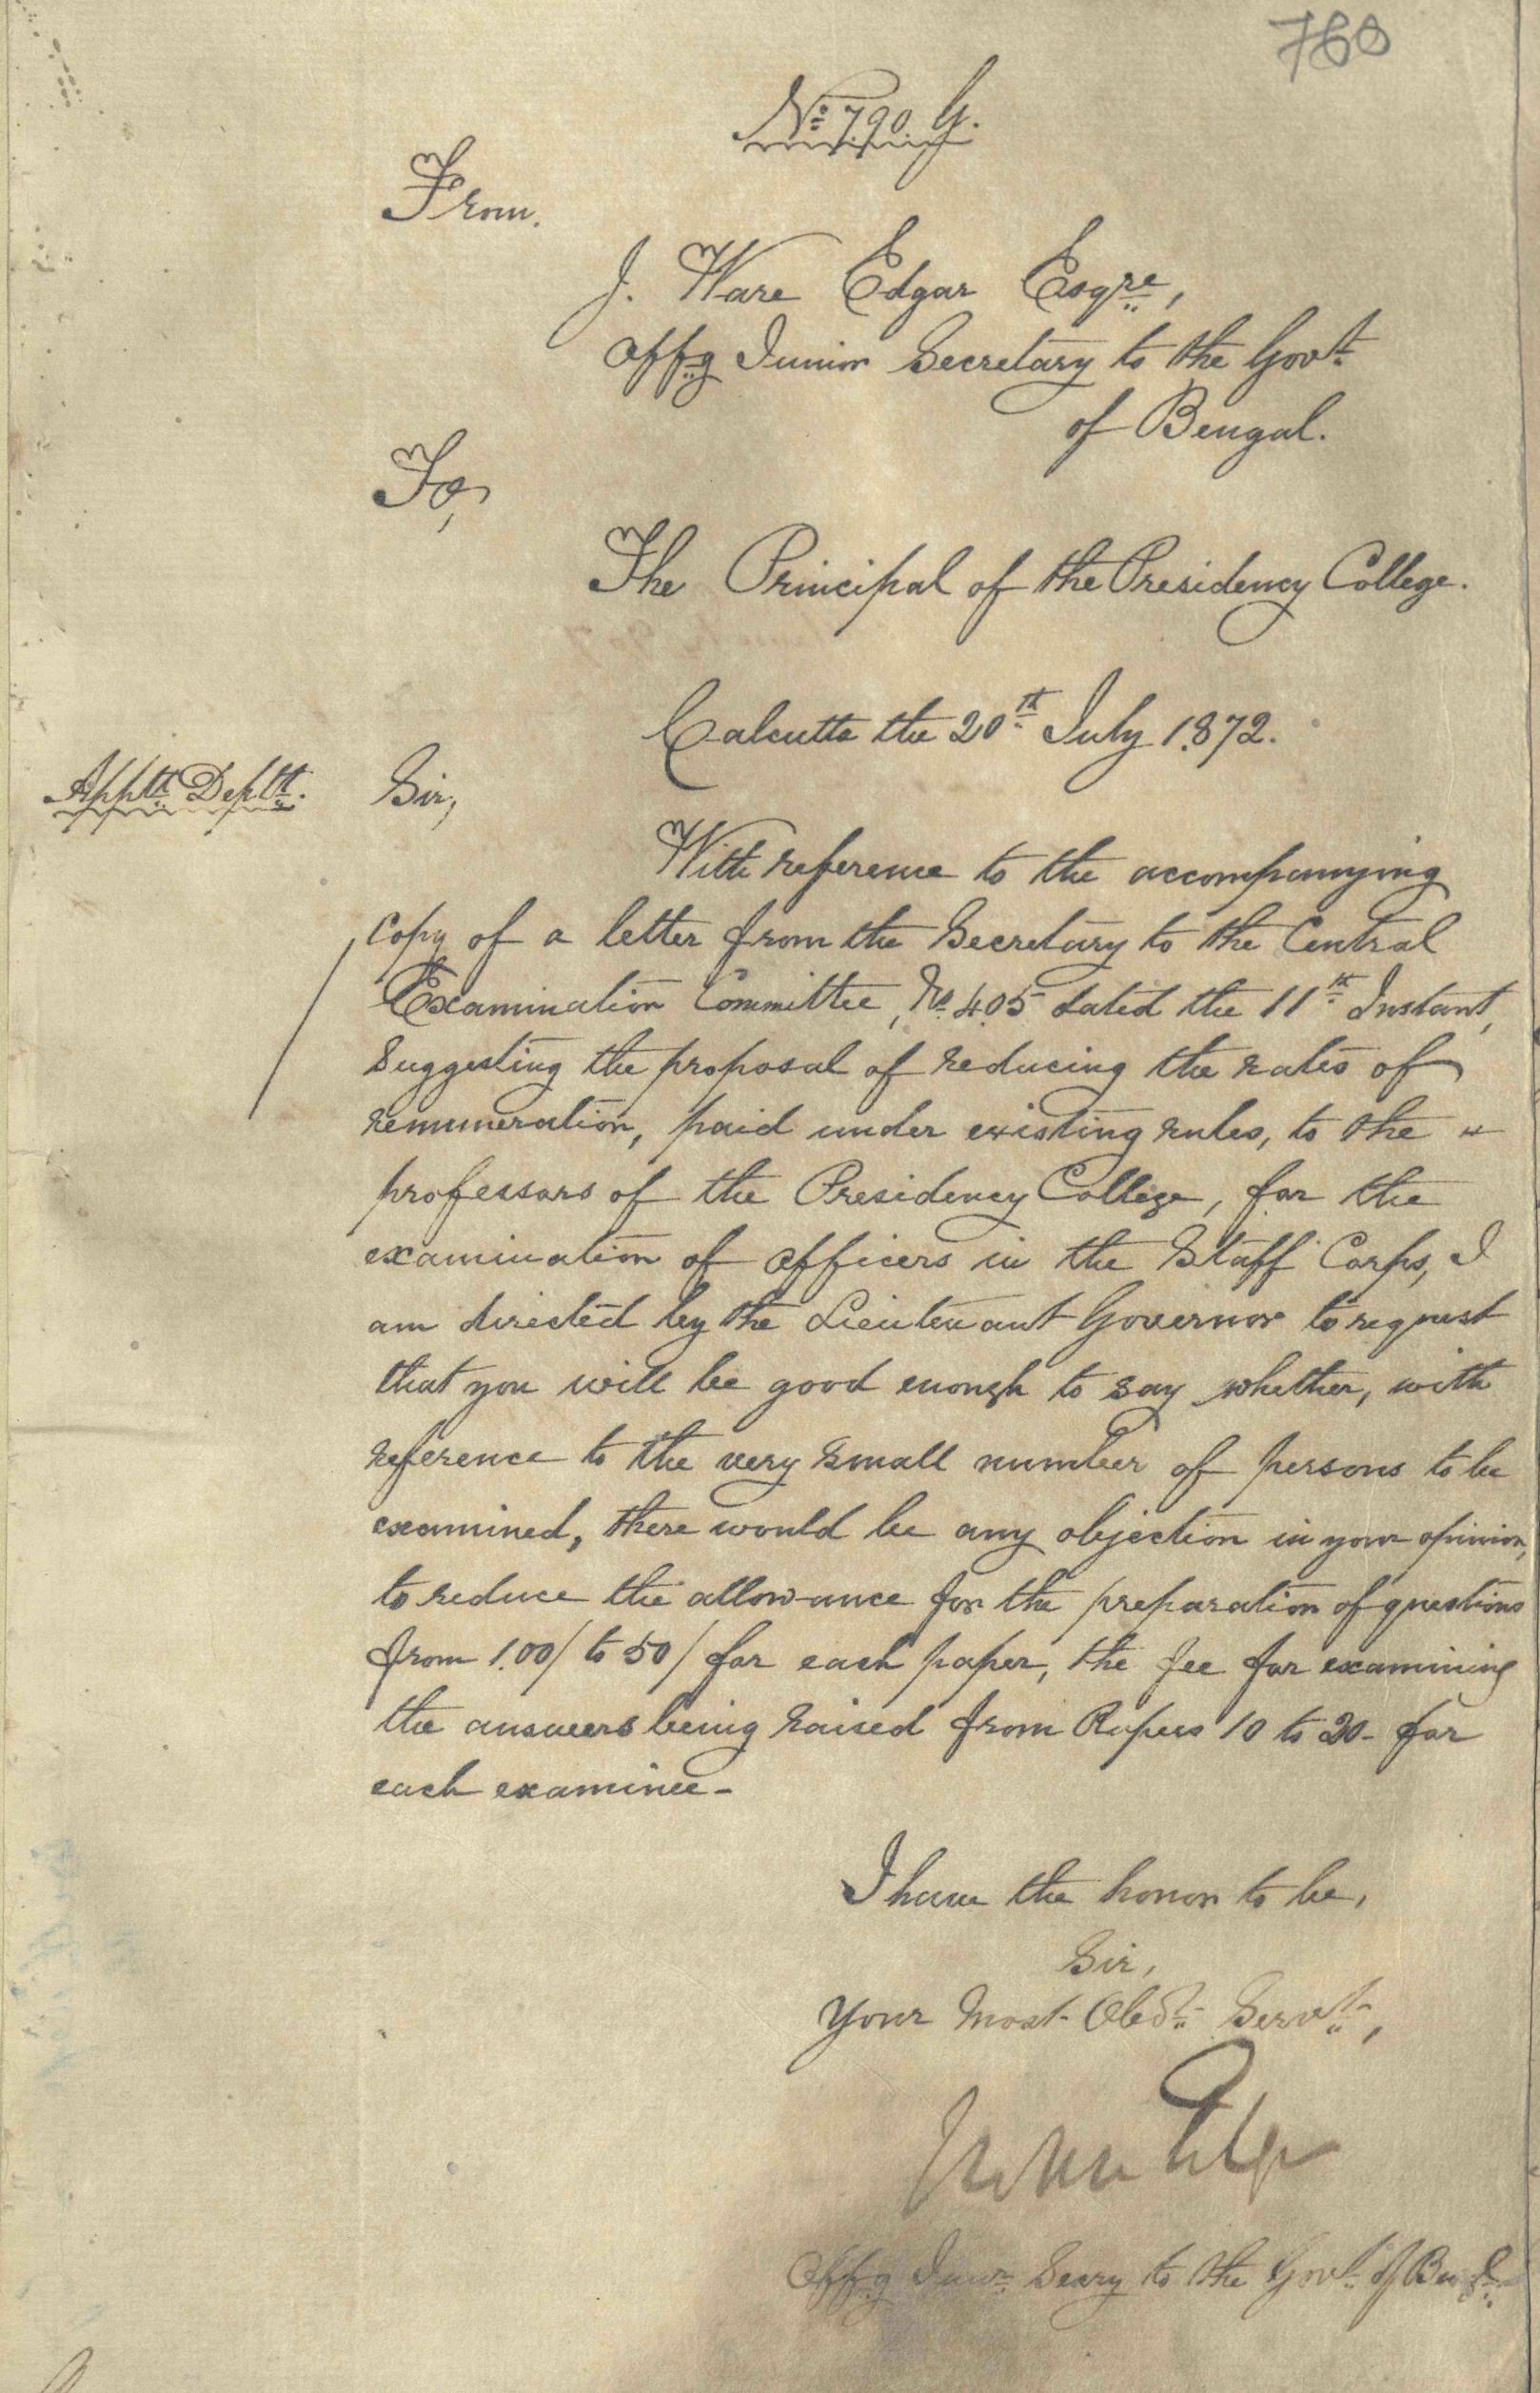 760
No 790 G.
From.
J. Ware Edgar Esqre,
Offg Junior Secretary to the Govt
of Bengal.
To,
The Principal of the Presidency College.
Calcutta the 20th July 1872.
Apptt Deptt.
Sir,
With reference to the accompanying
copy of a letter from the Secretary to the Central
Examination Committee, No 405 dated the 11th Instant,
Suggesting the proposal of reducing the rates of
remuneration, paid under existing rules, to the "
professors of the Presidency College, for the
examination of officers in the Staff Corps, I
am directed by the Lieutenant Governor to request
that you will be good enough to say whether, with
reference to the very small number of persons to be
examined, there would be any objection in your opinion,
to reduce the allowance for the preparation of questions
from 100/ to 50/ for each paper, the fee for examining
the answers being raised from Rupees 10 to 20- for
each examinee-
I have the honor to be,
Sir,
Your Most Obdt Servt,
J Ware Edgar
Offg Junr Secry to the Govt of Bengl.